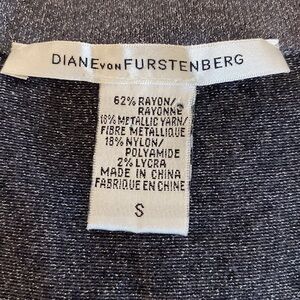 DIANE VON FURSTENBERG
62% RAYON/
RAYONNE
18% METALLIC YARN/
FIBRE METALLIQUE
18% NYLON/
POLYAMIDE
2% LYCRA
MADE IN CHINA
FABRIQUE EN CHINE
S